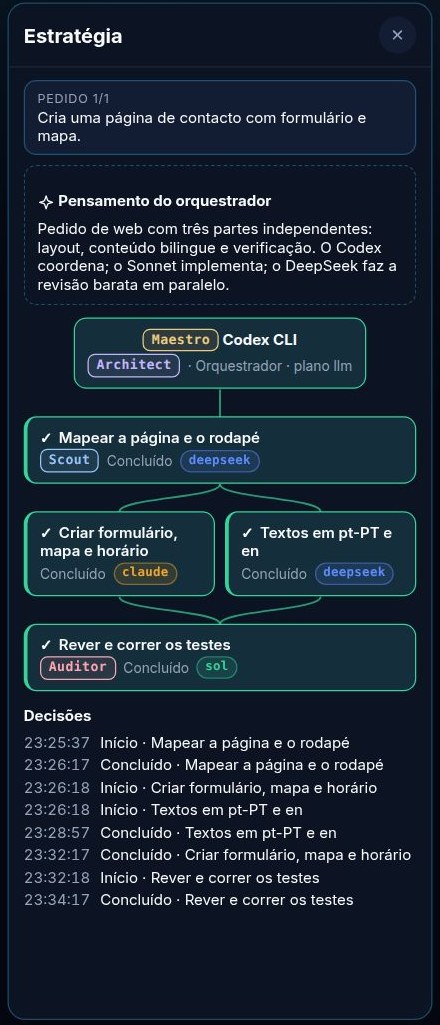 Estratégia
PEDIDO 1/1
Cria uma página de contacto com formulário e
mapa.
Pensamento do orquestrador
Pedido de web com três partes independentes:
layout, conteúdo bilingue e verificação. O Codex
coordena; o Sonnet implementa; o DeepSeek faz a
revisão barata em paralelo.
Maestro Codex CLI
Architect · Orquestrador · plano llm
✓ Mapear a página e o rodapé
Scout Concluído deepseek
✓ Criar formulário,
mapa e horário
Concluído claude
✓ Textos em pt-PT e
en
Concluído deepseek
✓ Rever e correr os testes
Auditor Concluído sol
Decisões
23:25:37 Início · Mapear a página e o rodapé
23:26:17 Concluído · Mapear a página e o rodapé
23:26:18 Início · Criar formulário, mapa e horário
23:26:18 Início · Textos em pt-PT e en
23:28:57 Concluído · Textos em pt-PT e en
23:32:17 Concluído · Criar formulário, mapa e horário
23:32:18 Início · Rever e correr os testes
23:34:17 Concluído · Rever e correr os testes